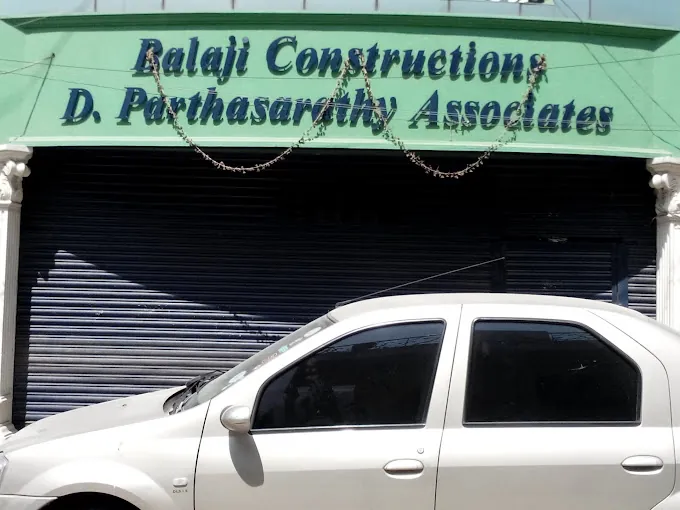 Balaji Constructions
D. Parthasarathy Associates